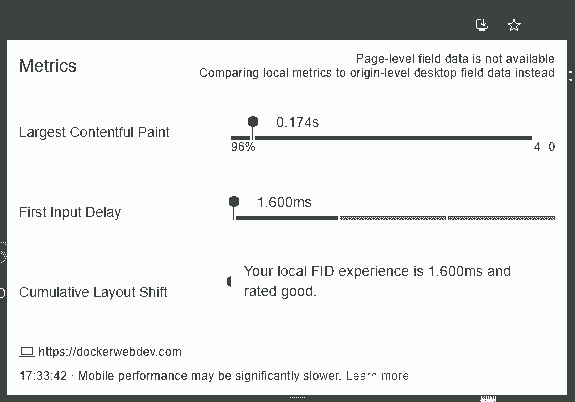 Metrics
Page-level field data is not available
Comparing local metrics to origin-level desktop field data instead
Largest Contentful Paint
0.174s
96%
4 0
First Input Delay
1.600ms
Cumulative Layout Shift
Your local FID experience is 1.600ms and
rated good.
https://dockerwebdev.com
17:33:42 · Mobile performance may be significantly slower. Learn more